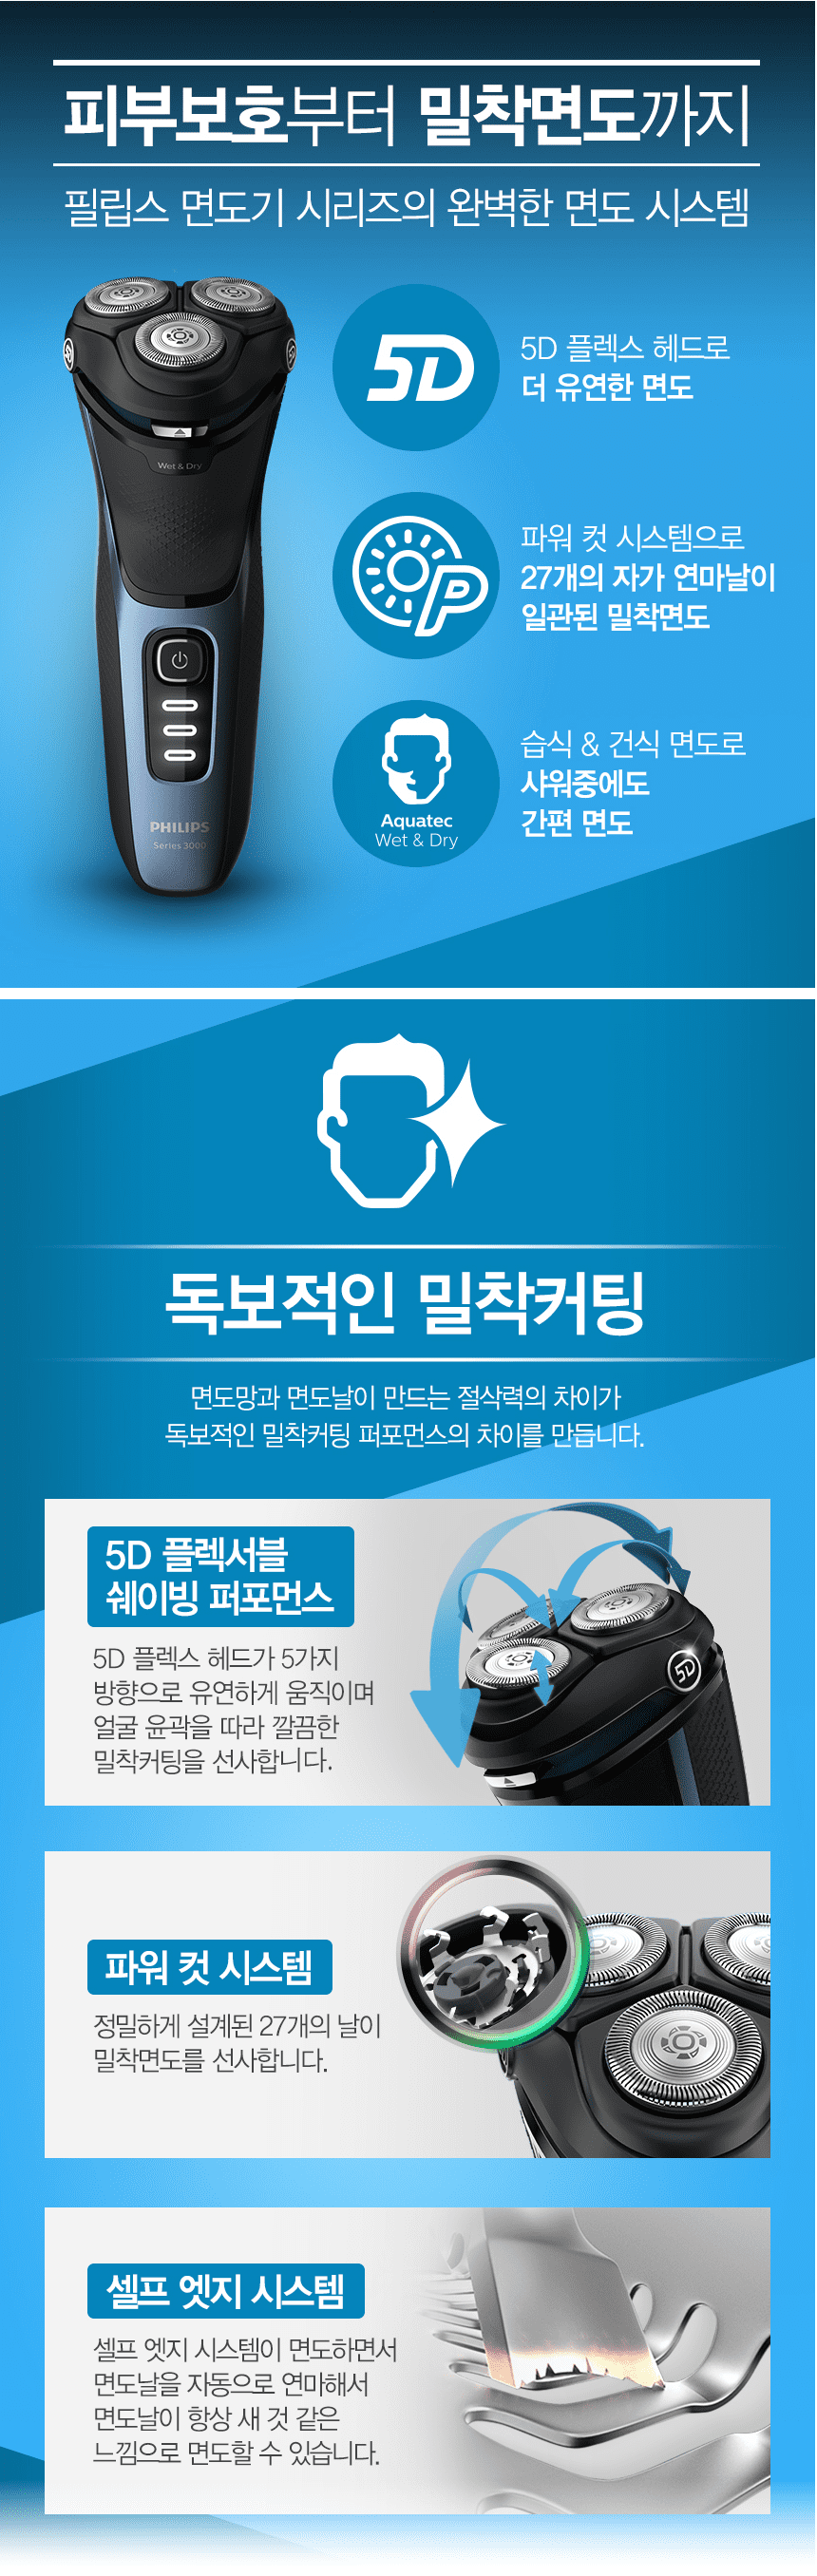 피부보호부터 밀착면도까지
필립스 면도기 시리즈의 완벽한 면도 시스템
5D
5D 플렉스 헤드로
더 유연한 면도
Wet & Dry
P
파워 컷 시스템으로
27개의 자가 연마날이
일관된 밀착면도
Aquatec
Wet & Dry
습식 & 건식 면도로
샤워중에도
간편 면도
PHILIPS
Series 3000
독보적인 밀착커팅
면도망과 면도날이 만드는 절삭력의 차이가
독보적인 밀착커팅 퍼포먼스의 차이를 만듭니다.
5D 플렉서블
쉐이빙 퍼포먼스
5D 플렉스 헤드가 5가지
방향으로 유연하게 움직이며
얼굴 윤곽을 따라 깔끔한
밀착커팅을 선사합니다.
5D
파워 컷 시스템
정밀하게 설계된 27개의 날이
밀착면도를 선사합니다.
셀프 엣지 시스템
셀프 엣지 시스템이 면도하면서
면도날을 자동으로 연마해서
면도날이 항상 새 것 같은
느낌으로 면도할 수 있습니다.